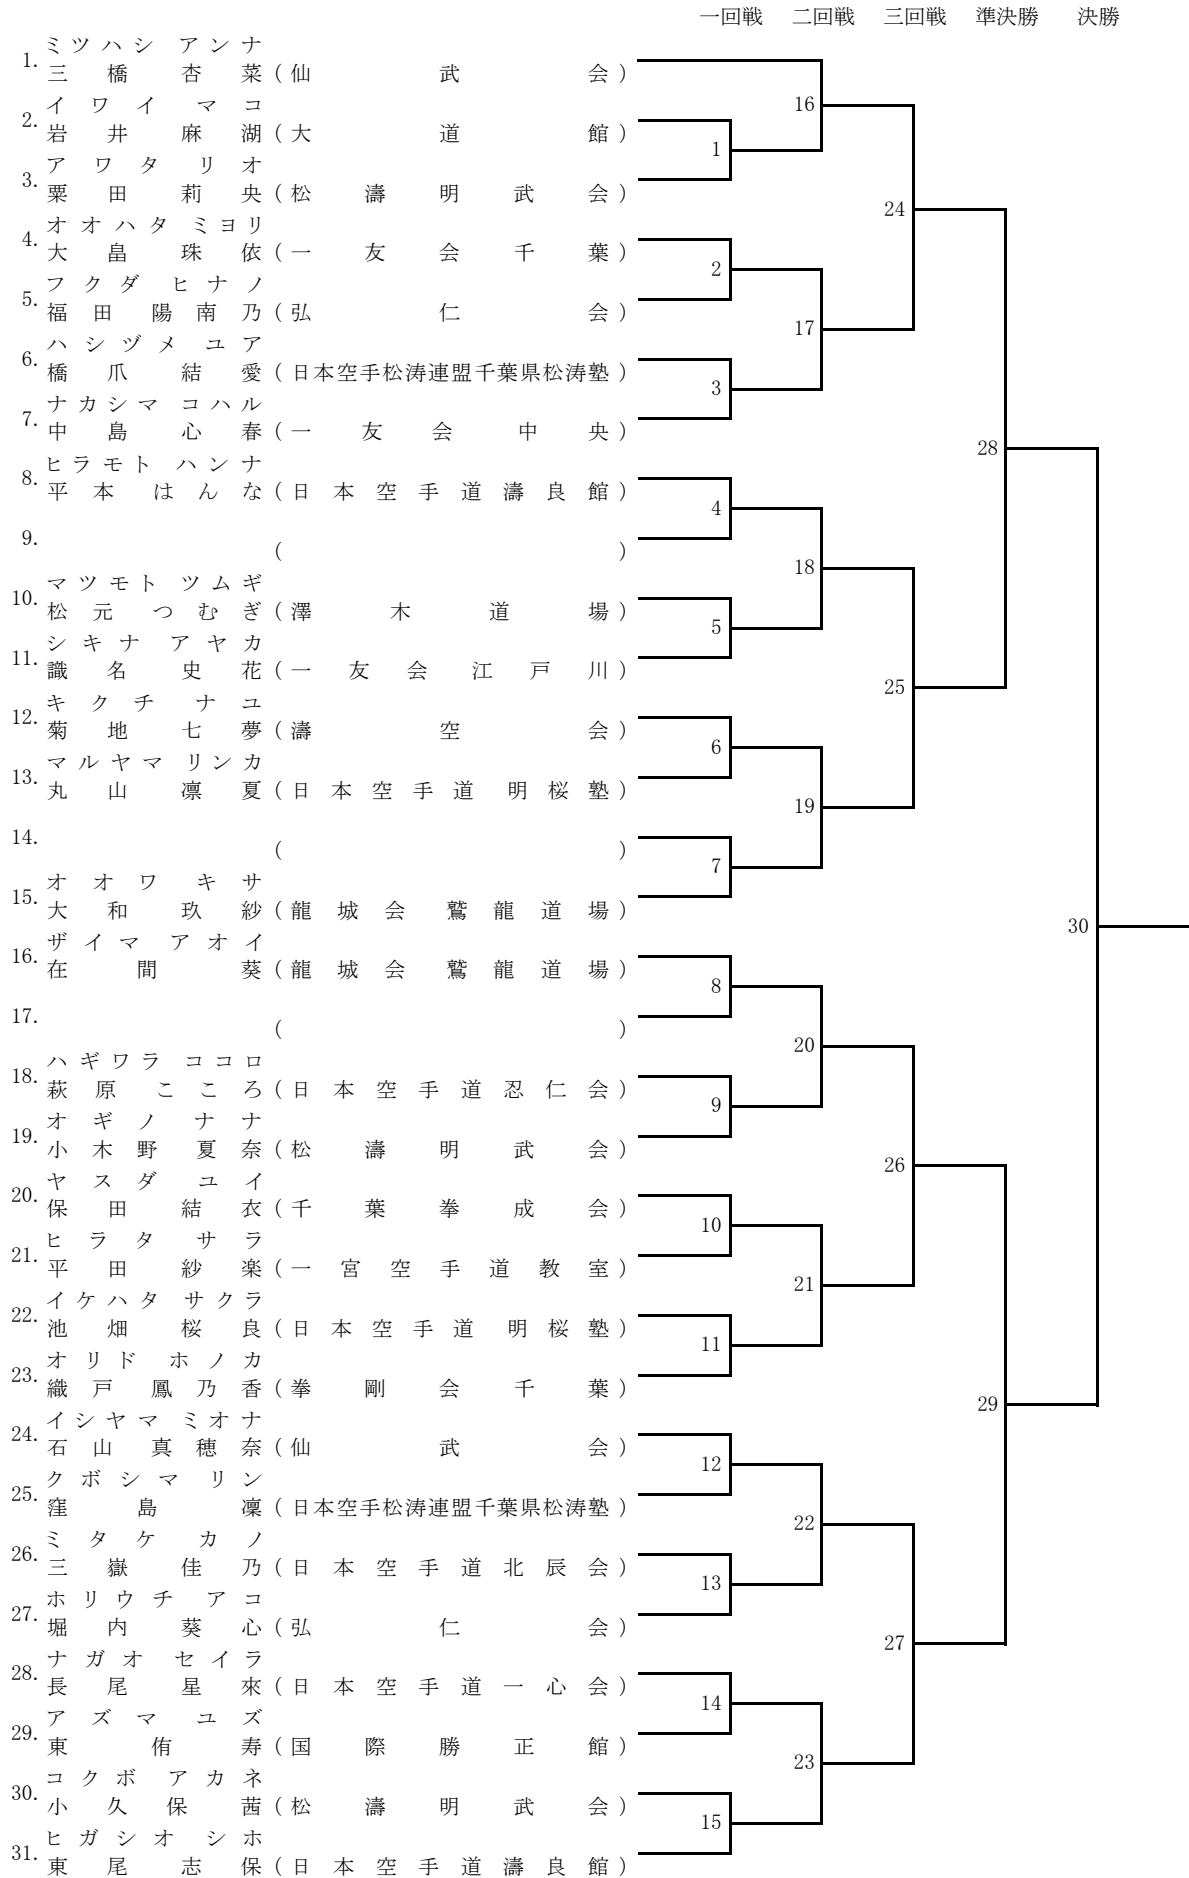 一回戦 二回戦 三回戦 準決勝 決勝
ミツハシ アンナ
1. 三橋 杏菜 (仙武会)
イワイ マコ
2. 岩井 麻湖 (大道館)
アワタ リオ
3. 粟田 莉央 (松濤明武会)
オオハタ ミヨリ
4. 大畠 珠依 (一友会千葉)
フクダ ヒナノ
5. 福田 陽南乃 (弘仁会)
ハシヅメ ユア
6. 橋爪 結愛 (日本空手松涛連盟千葉県松涛塾)
ナカシマ コハル
7. 中島 心春 (一友会中央)
ヒラモト ハンナ
8. 平本 はんな (日本空手道濤良館)
9. ( )
マツモト ツムギ
10. 松元 つむぎ (澤木道場)
シキナ アヤカ
11. 識名 史花 (一友会江戸川)
キクチ ナユ
12. 菊地 七夢 (濤空会)
マルヤマ リンカ
13. 丸山 凛夏 (日本空手道 明桜塾)
14. ( )
オオワ キサ
15. 大和 玖紗 (龍城会 鷲龍道場)
ザイマ アオイ
16. 在間 葵 (龍城会 鷲龍道場)
17. ( )
ハギワラ ココロ
18. 萩原 こころ (日本空手道忍仁会)
オギノ ナナ
19. 小木野 夏奈 (松濤明武会)
ヤスダ ユイ
20. 保田 結衣 (千葉拳成会)
ヒラタ サラ
21. 平田 紗楽 (一宮空手道教室)
イケハタ サクラ
22. 池畑 桜良 (日本空手道 明桜塾)
オリド ホノカ
23. 織戸 鳳乃香 (拳剛会千葉)
イシヤマ ミオナ
24. 石山 真穂奈 (仙武会)
クボシマ リン
25. 窪島 凜 (日本空手松涛連盟千葉県松涛塾)
ミタケ カノ
26. 三嶽 佳乃 (日本空手道北辰会)
ホリウチ アコ
27. 堀内 葵心 (弘仁会)
ナガオ セイラ
28. 長尾 星來 (日本空手道一心会)
アズマ ユズ
29. 東 侑寿 (国際勝正館)
コクボ アカネ
30. 小久保 茜 (松濤明武会)
ヒガシオ シホ
31. 東尾 志保 (日本空手道濤良館)
1
2
3
4
5
6
7
8
9
10
11
12
13
14
15
16
17
18
19
20
21
22
23
24
25
26
27
28
29
30